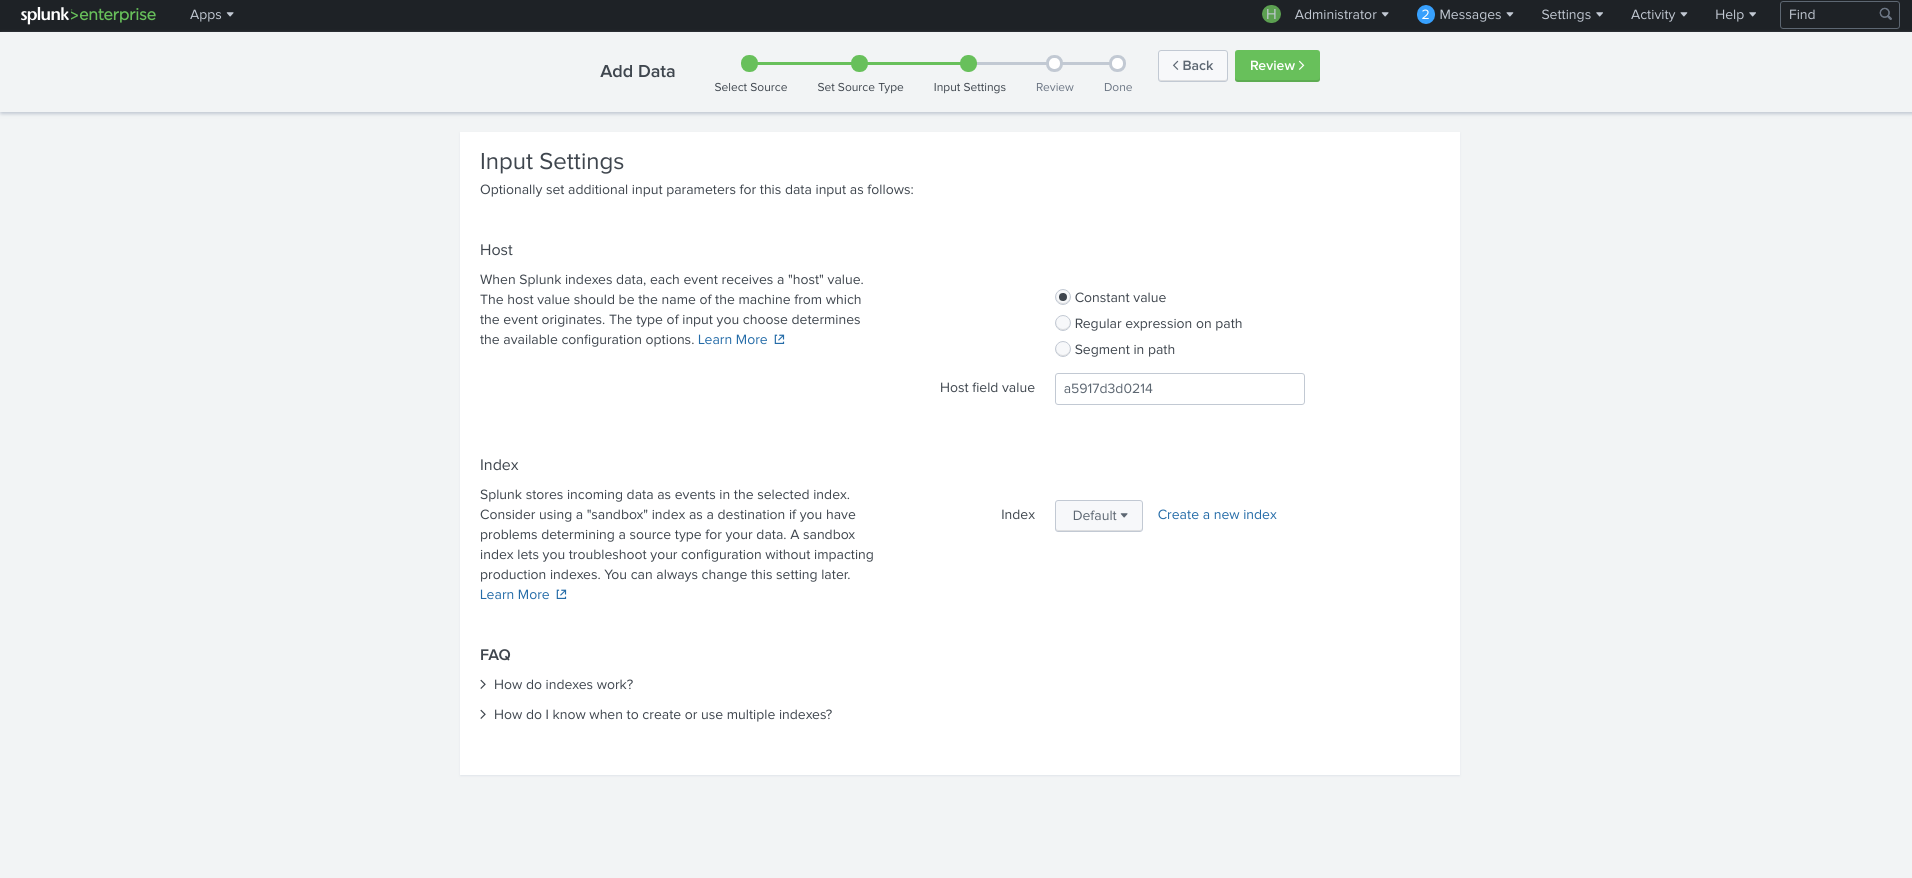 splunk>enterprise Apps H Administrator 2 Messages Settings Activity Help Find
Add Data
Select Source Set Source Type Input Settings Review Done
< Back
Review >
Input Settings
Optionally set additional input parameters for this data input as follows:
Host
When Splunk indexes data, each event receives a "host" value.
The host value should be the name of the machine from which
the event originates. The type of input you choose determines
the available configuration options. Learn More
Constant value
Regular expression on path
Segment in path
Host field value a5917d3d0214
Index
Splunk stores incoming data as events in the selected index.
Consider using a "sandbox" index as a destination if you have
problems determining a source type for your data. A sandbox
index lets you troubleshoot your configuration without impacting
production indexes. You can always change this setting later.
Learn More
Index Default Create a new index
FAQ
> How do indexes work?
> How do I know when to create or use multiple indexes?